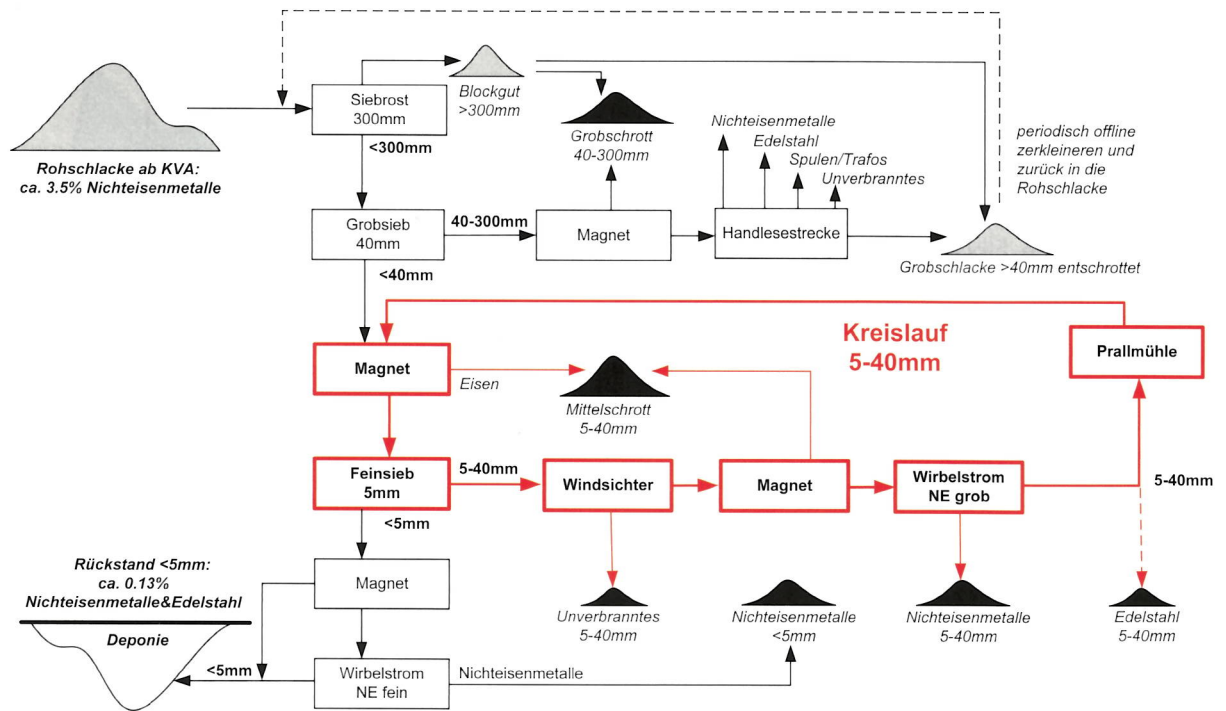 Siebrost
300mm
Blockgut
>300mm
Rohschlacke ab KVA:
ca. 3.5% Nichteisenmetalle
<300mm
Grobschrott
40-300mm
Nichteisenmetalle
Edelstahl
Spulen/Trafos
Unverbranntes
periodisch offline
zerkleineren und
zurück in die
Rohschlacke
Grobsieb
40mm
40-300mm
Magnet
Handlesestrecke
Grobschlacke >40mm entschrottet
<40mm
Kreislauf
5-40mm
Prallmühle
Magnet
Eisen
Mittelschrott
5-40mm
Feinsieb
5mm
5-40mm
Windsichter
Magnet
Wirbelstrom
NE grob
5-40mm
<5mm
Rückstand <5mm:
ca. 0.13%
Nichteisenmetalle&Edelstahl
Deponie
Magnet
Unverbranntes
5-40mm
Nichteisenmetalle
<5mm
Nichteisenmetalle
5-40mm
Edelstahl
5-40mm
<5mm
Wirbelstrom
NE fein
Nichteisenmetalle